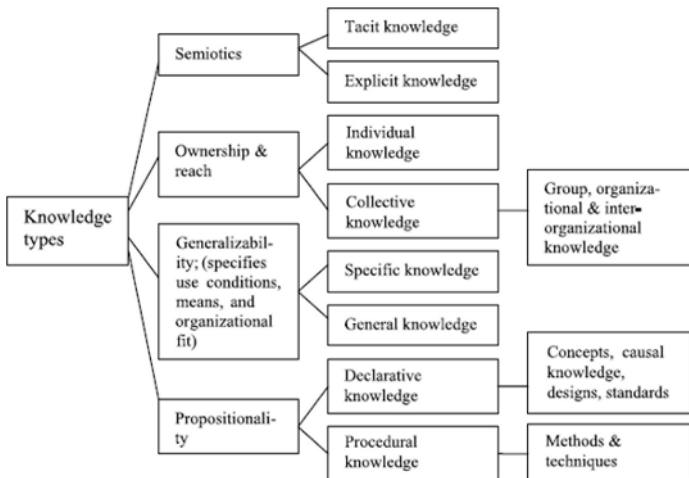 Knowledge
types
Semiotics
Tacit knowledge
Explicit knowledge
Ownership &
reach
Individual
knowledge
Collective
knowledge
Group, organiza-
tional & inter-
organizational
knowledge
Generalizabil-
ity; (specifies
use conditions,
means, and
organizational
fit)
Specific knowledge
General knowledge
Propositionali-
ty
Declarative
knowledge
Concepts, causal
knowledge,
designs, standards
Procedural
knowledge
Methods &
techniques